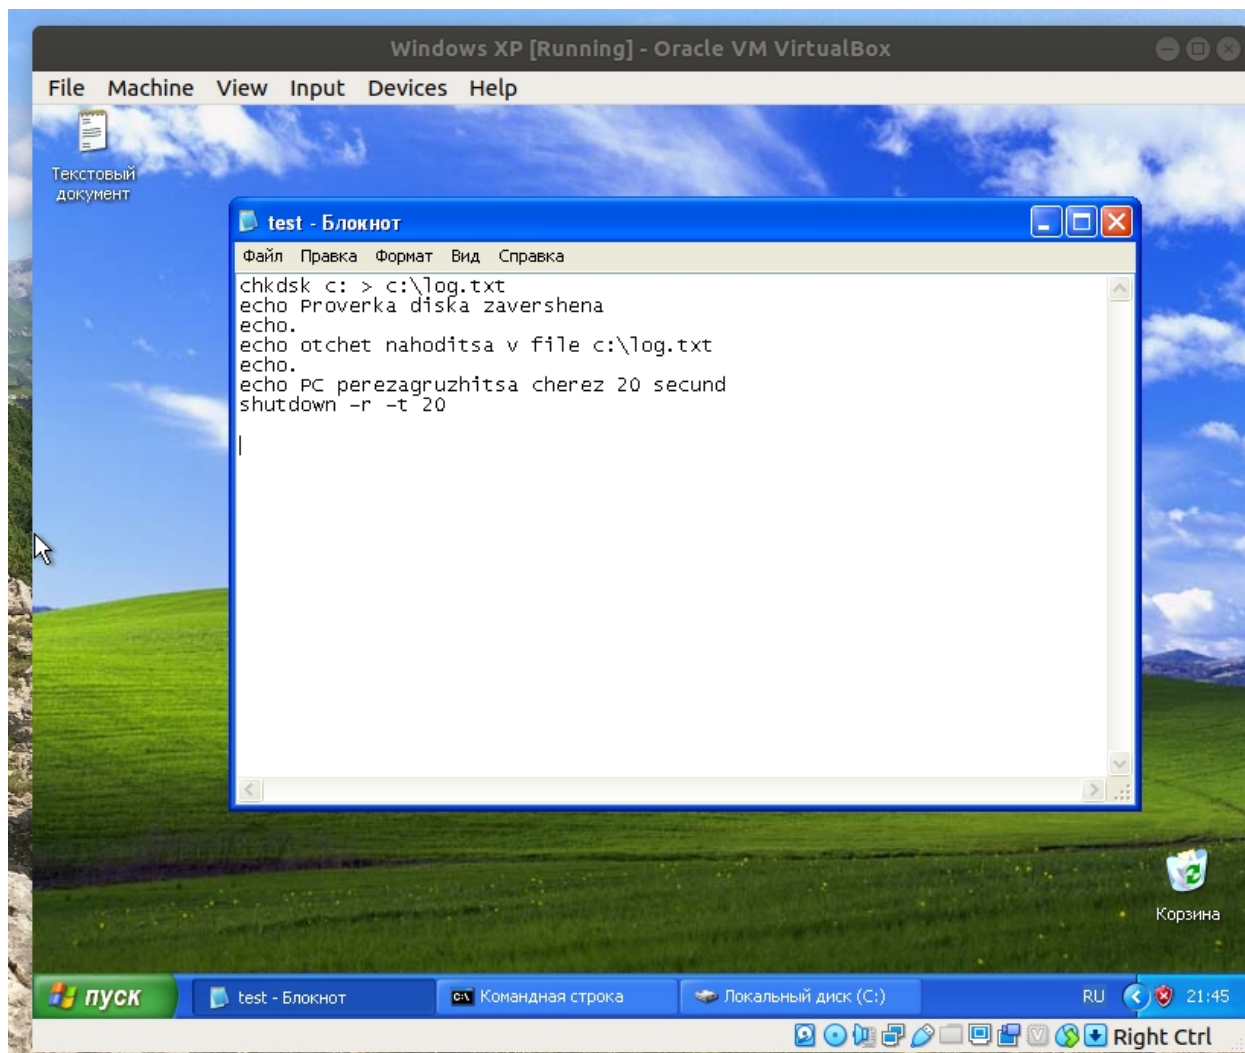 Windows XP [Running] - Oracle VM VirtualBox
File Machine View Input Devices Help
Текстовый
документ
test - Блокнот
Файл Правка Формат Вид Справка
chkdsk c: > c:\log.txt
echo Proverka diska zavershena
echo.
echo otchet nahoditsa v file c:\log.txt
echo.
echo PC perezagruzhitsa cherez 20 secund
shutdown -r -t 20
Корзина
пуск test - Блокнот Командная строка Локальный диск (C:) RU 21:45
Right Ctrl